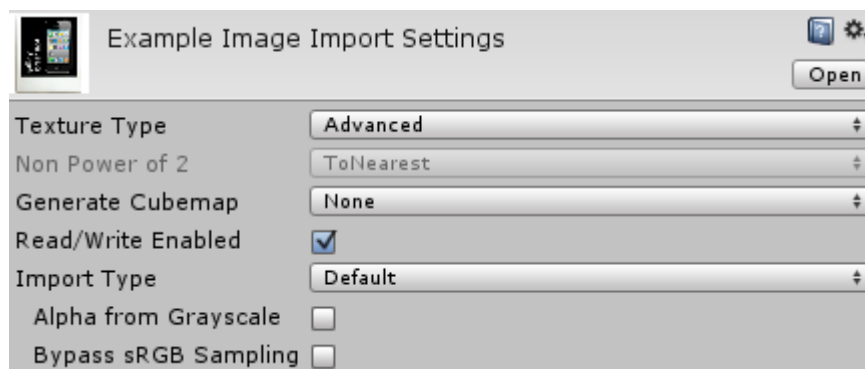 Example Image Import Settings
Open
Texture Type Advanced
Non Power of 2 ToNearest
Generate Cubemap None
Read/Write Enabled
Import Type Default
Alpha from Grayscale
Bypass sRGB Sampling